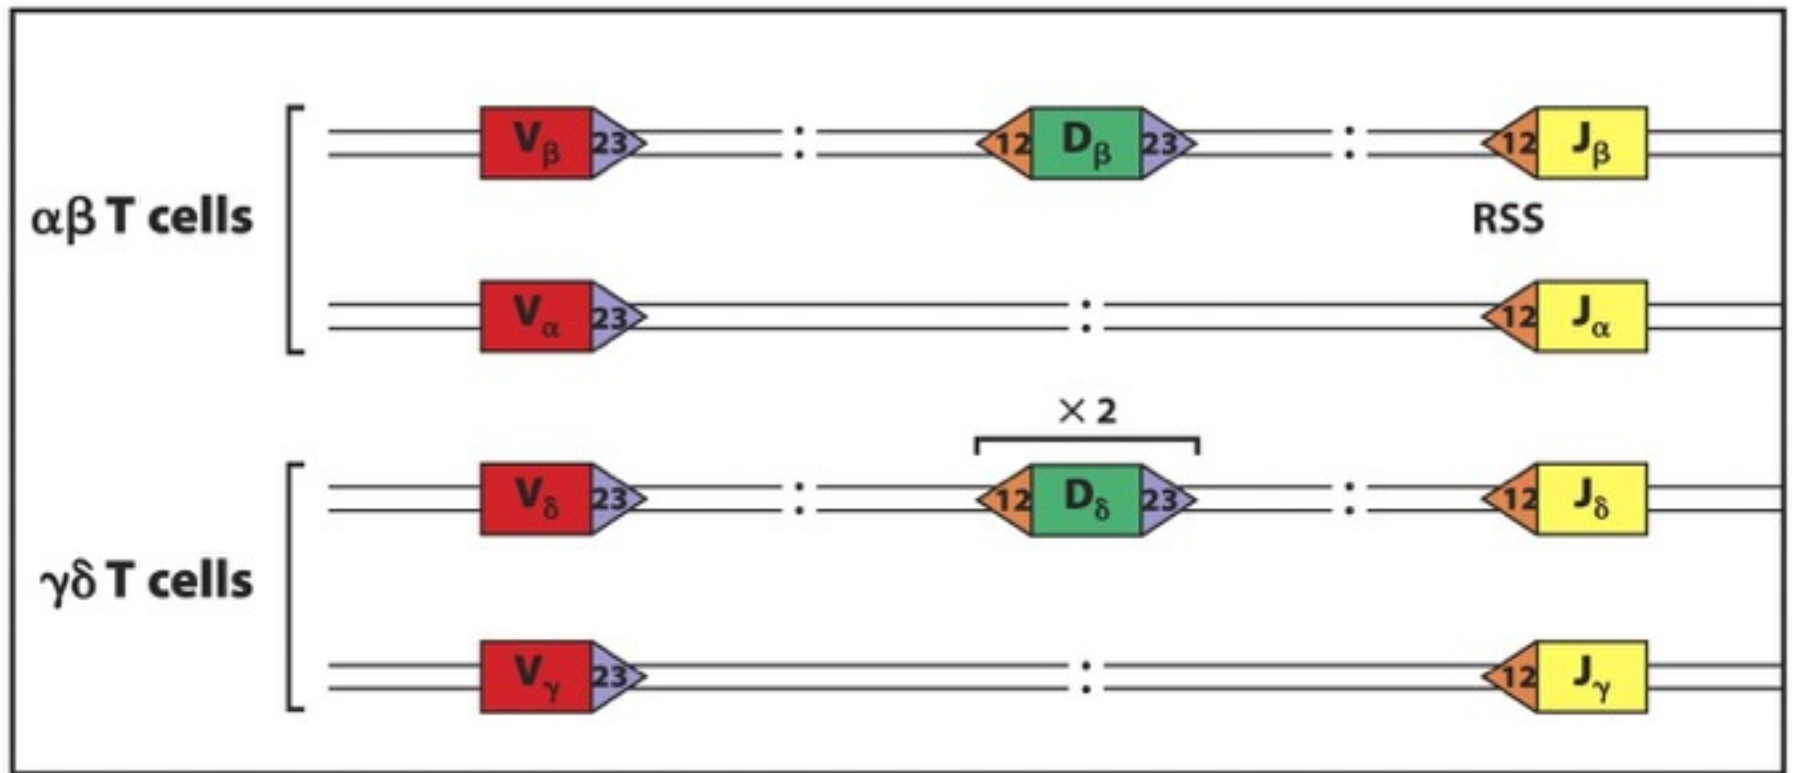 Vβ 23 : 12 Dβ 23 : 12 Jβ
αβ T cells
RSS
Vα 23 : 12 Jα
× 2
Vδ 23 : 12 Dδ 23 : 12 Jδ
γδ T cells
Vγ 23 : 12 Jγ